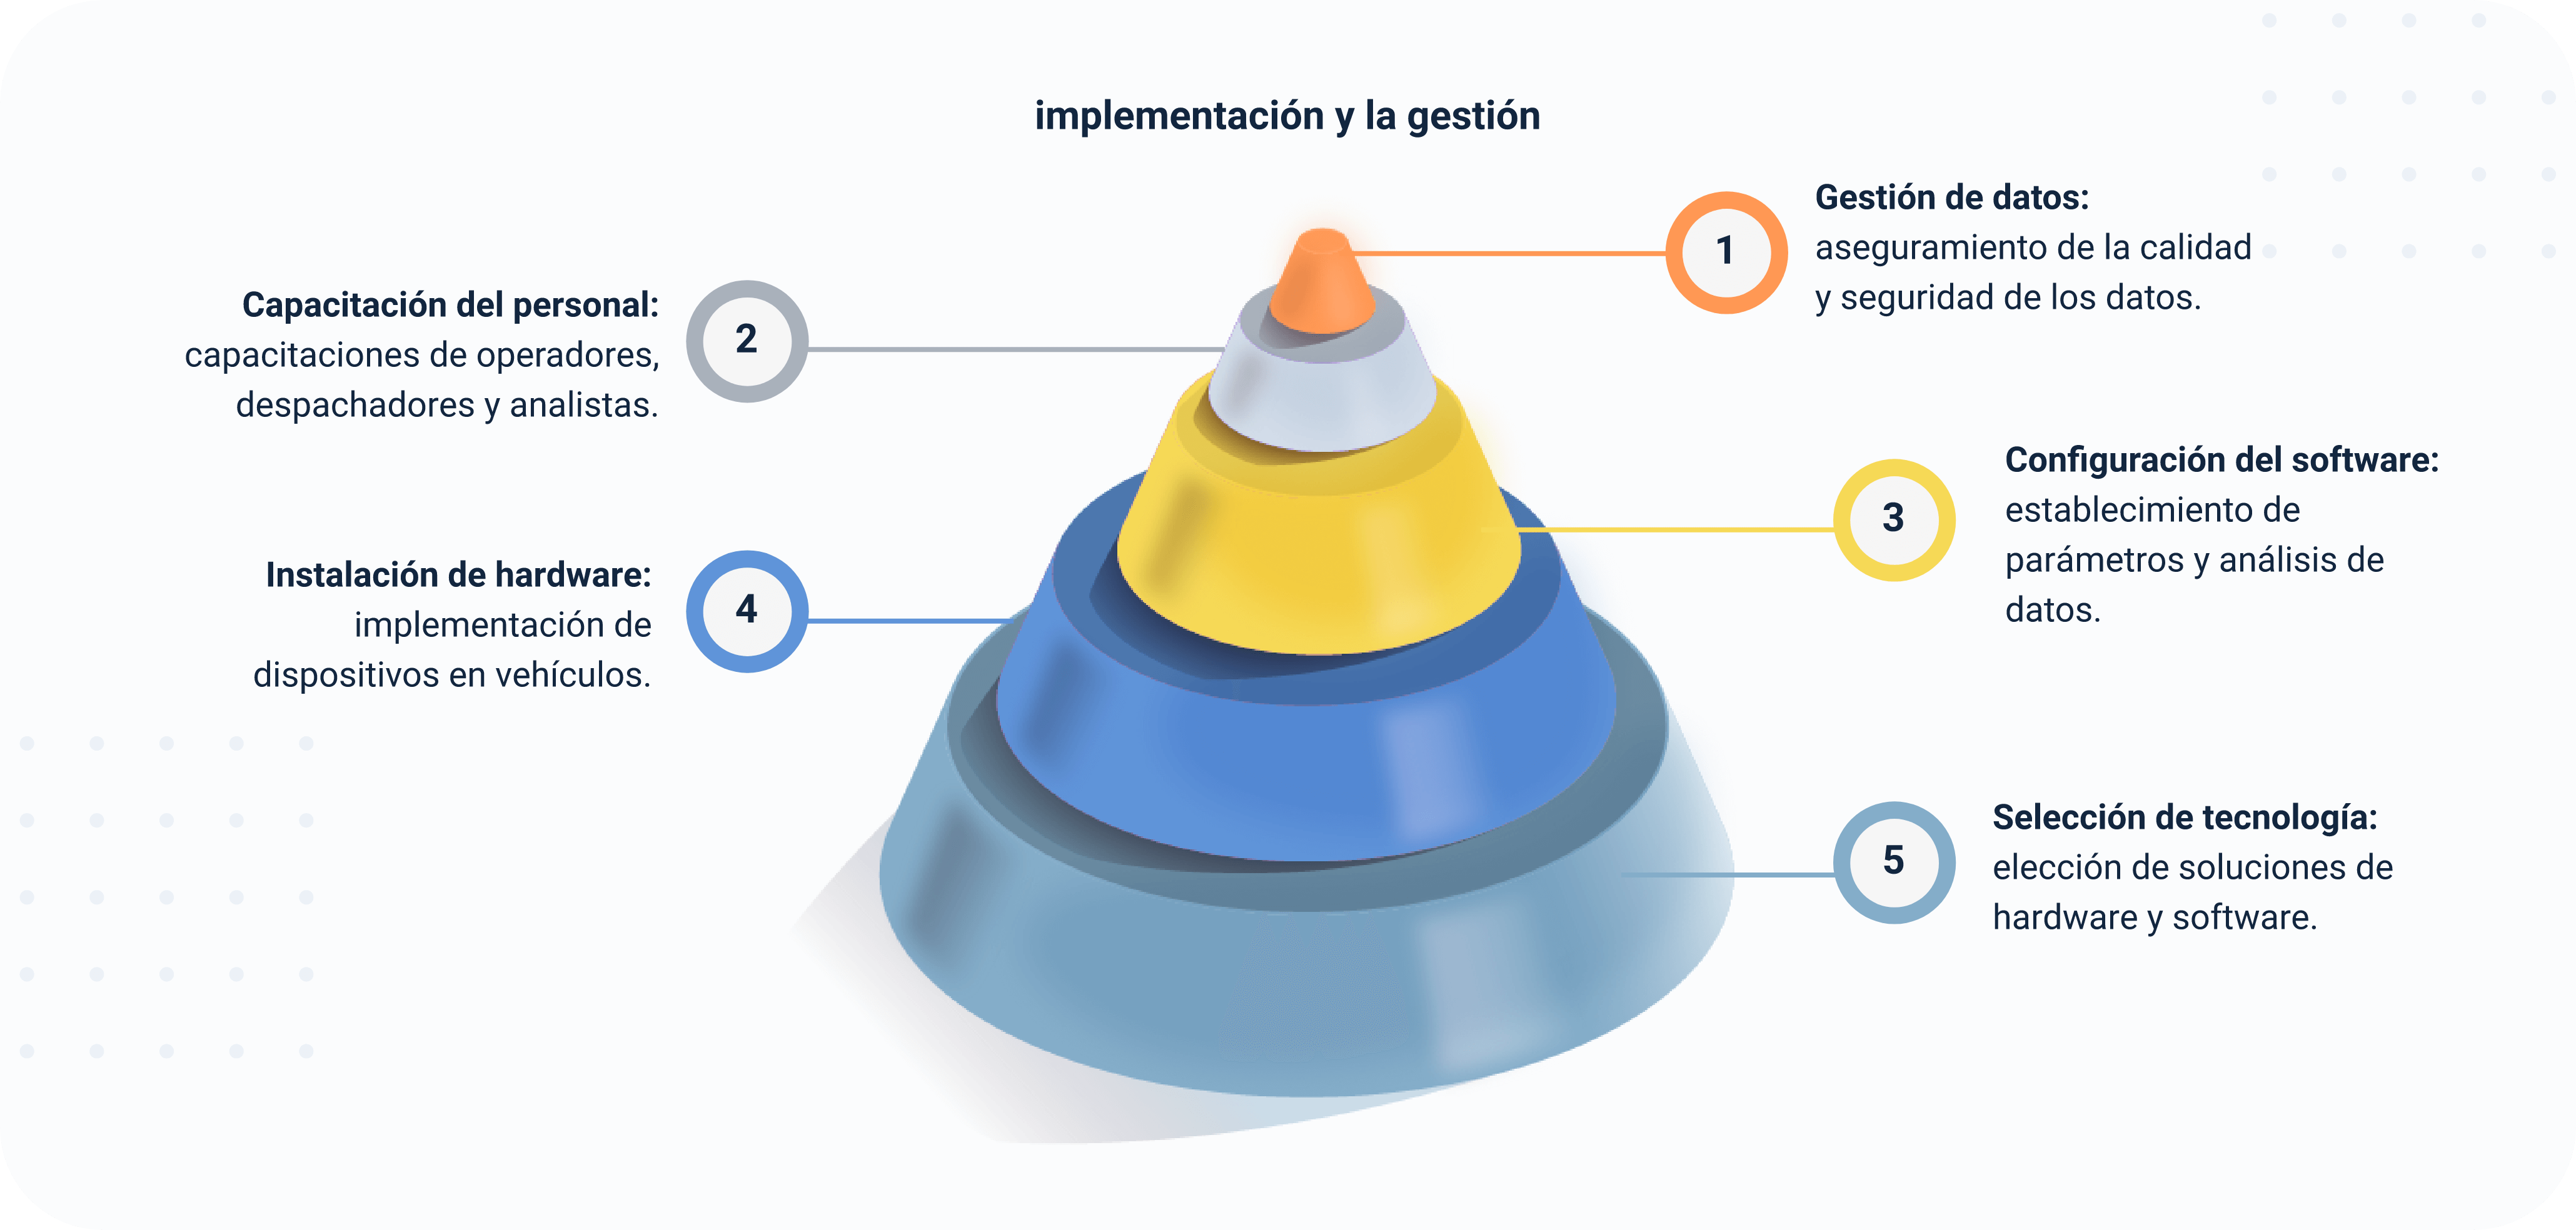 implementación y la gestión
1
Gestión de datos:
aseguramiento de la calidad
y seguridad de los datos.
2
Capacitación del personal:
capacitaciones de operadores,
despachadores y analistas.
3
Configuración del software:
establecimiento de
parámetros y análisis de
datos.
4
Instalación de hardware:
implementación de
dispositivos en vehículos.
5
Selección de tecnología:
elección de soluciones de
hardware y software.